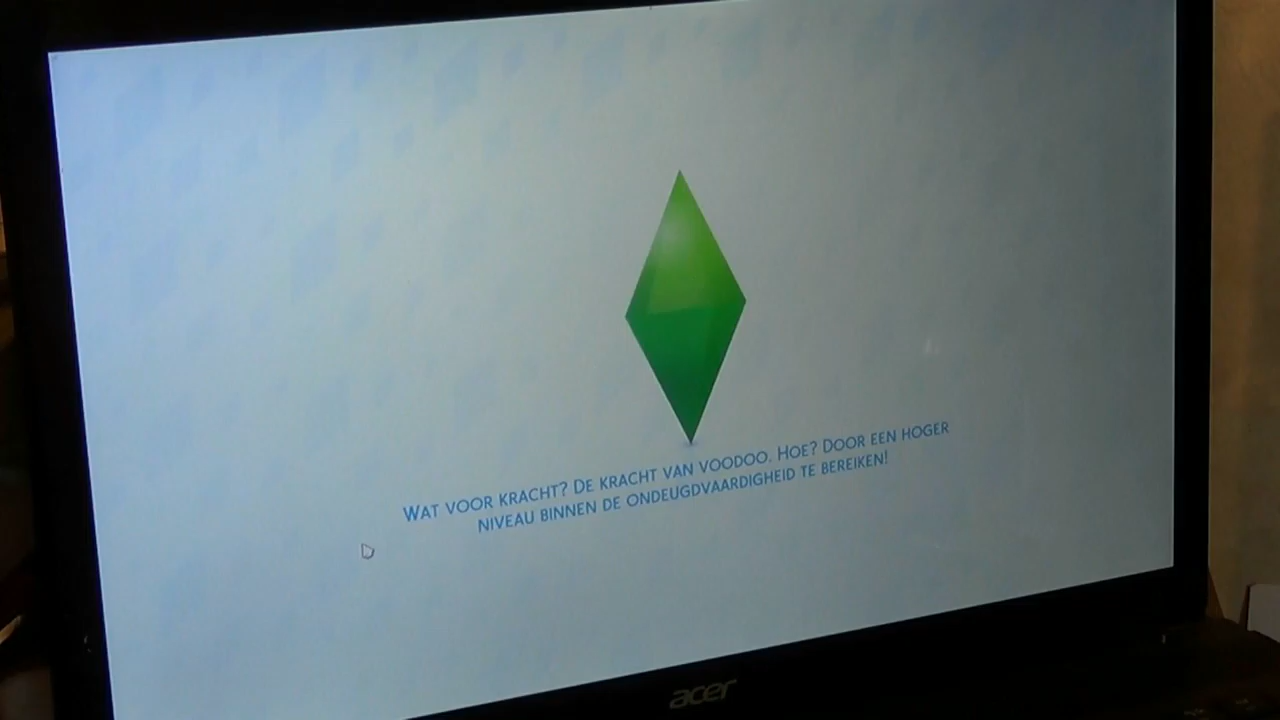 WAT VOOR KRACHT? DE KRACHT VAN VOODOO. HOE? DOOR EEN HOGER
NIVEAU BINNEN DE ONDEUGDVAARDIGHEID TE BEREIKEN!
acer